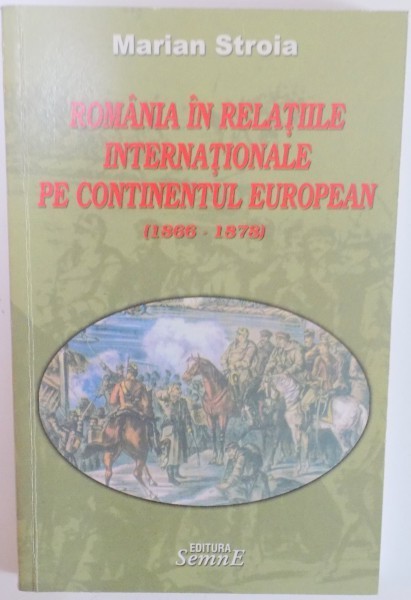 Marian Stroia
ROMÂNIA ÎN RELAȚIILE
INTERNAȚIONALE
PE CONTINENTUL EUROPEAN
(1866 - 1878)
EDITURA
SemnE